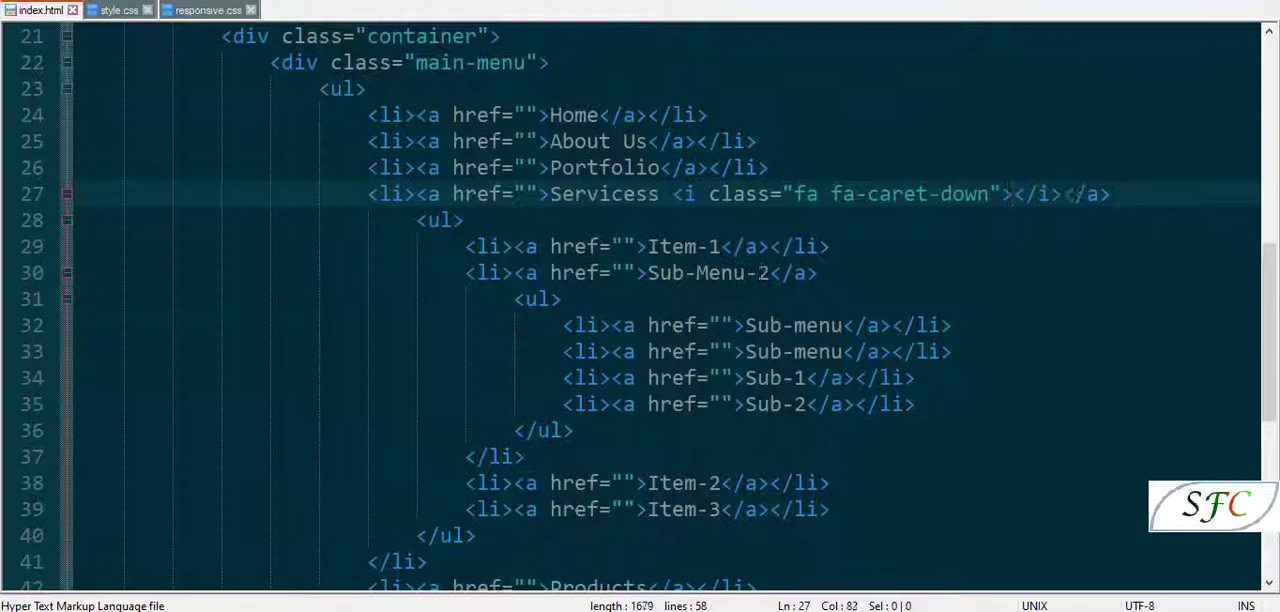 index.html style.css responsive.css
21 <div class="container">
22 <div class="main-menu">
23 <ul>
24 <li><a href="">Home</a></li>
25 <li><a href="">About Us</a></li>
26 <li><a href="">Portfolio</a></li>
27 <li><a href="">Servicess <i class="fa fa-caret-down"></i></a>
28 <ul>
29 <li><a href="">Item-1</a></li>
30 <li><a href="">Sub-Menu-2</a>
31 <ul>
32 <li><a href="">Sub-menu</a></li>
33 <li><a href="">Sub-menu</a></li>
34 <li><a href="">Sub-1</a></li>
35 <li><a href="">Sub-2</a></li>
36 </ul>
37 </li>
38 <li><a href="">Item-2</a></li>
39 <li><a href="">Item-3</a></li>
SFC
40 </ul>
41 </li>
42 <li><a href="">Products</a></li>
Hyper Text Markup Language file length : 1679 lines : 58 Ln : 27 Col : 82 Sel : 0 | 0 UNIX UTF-8 INS